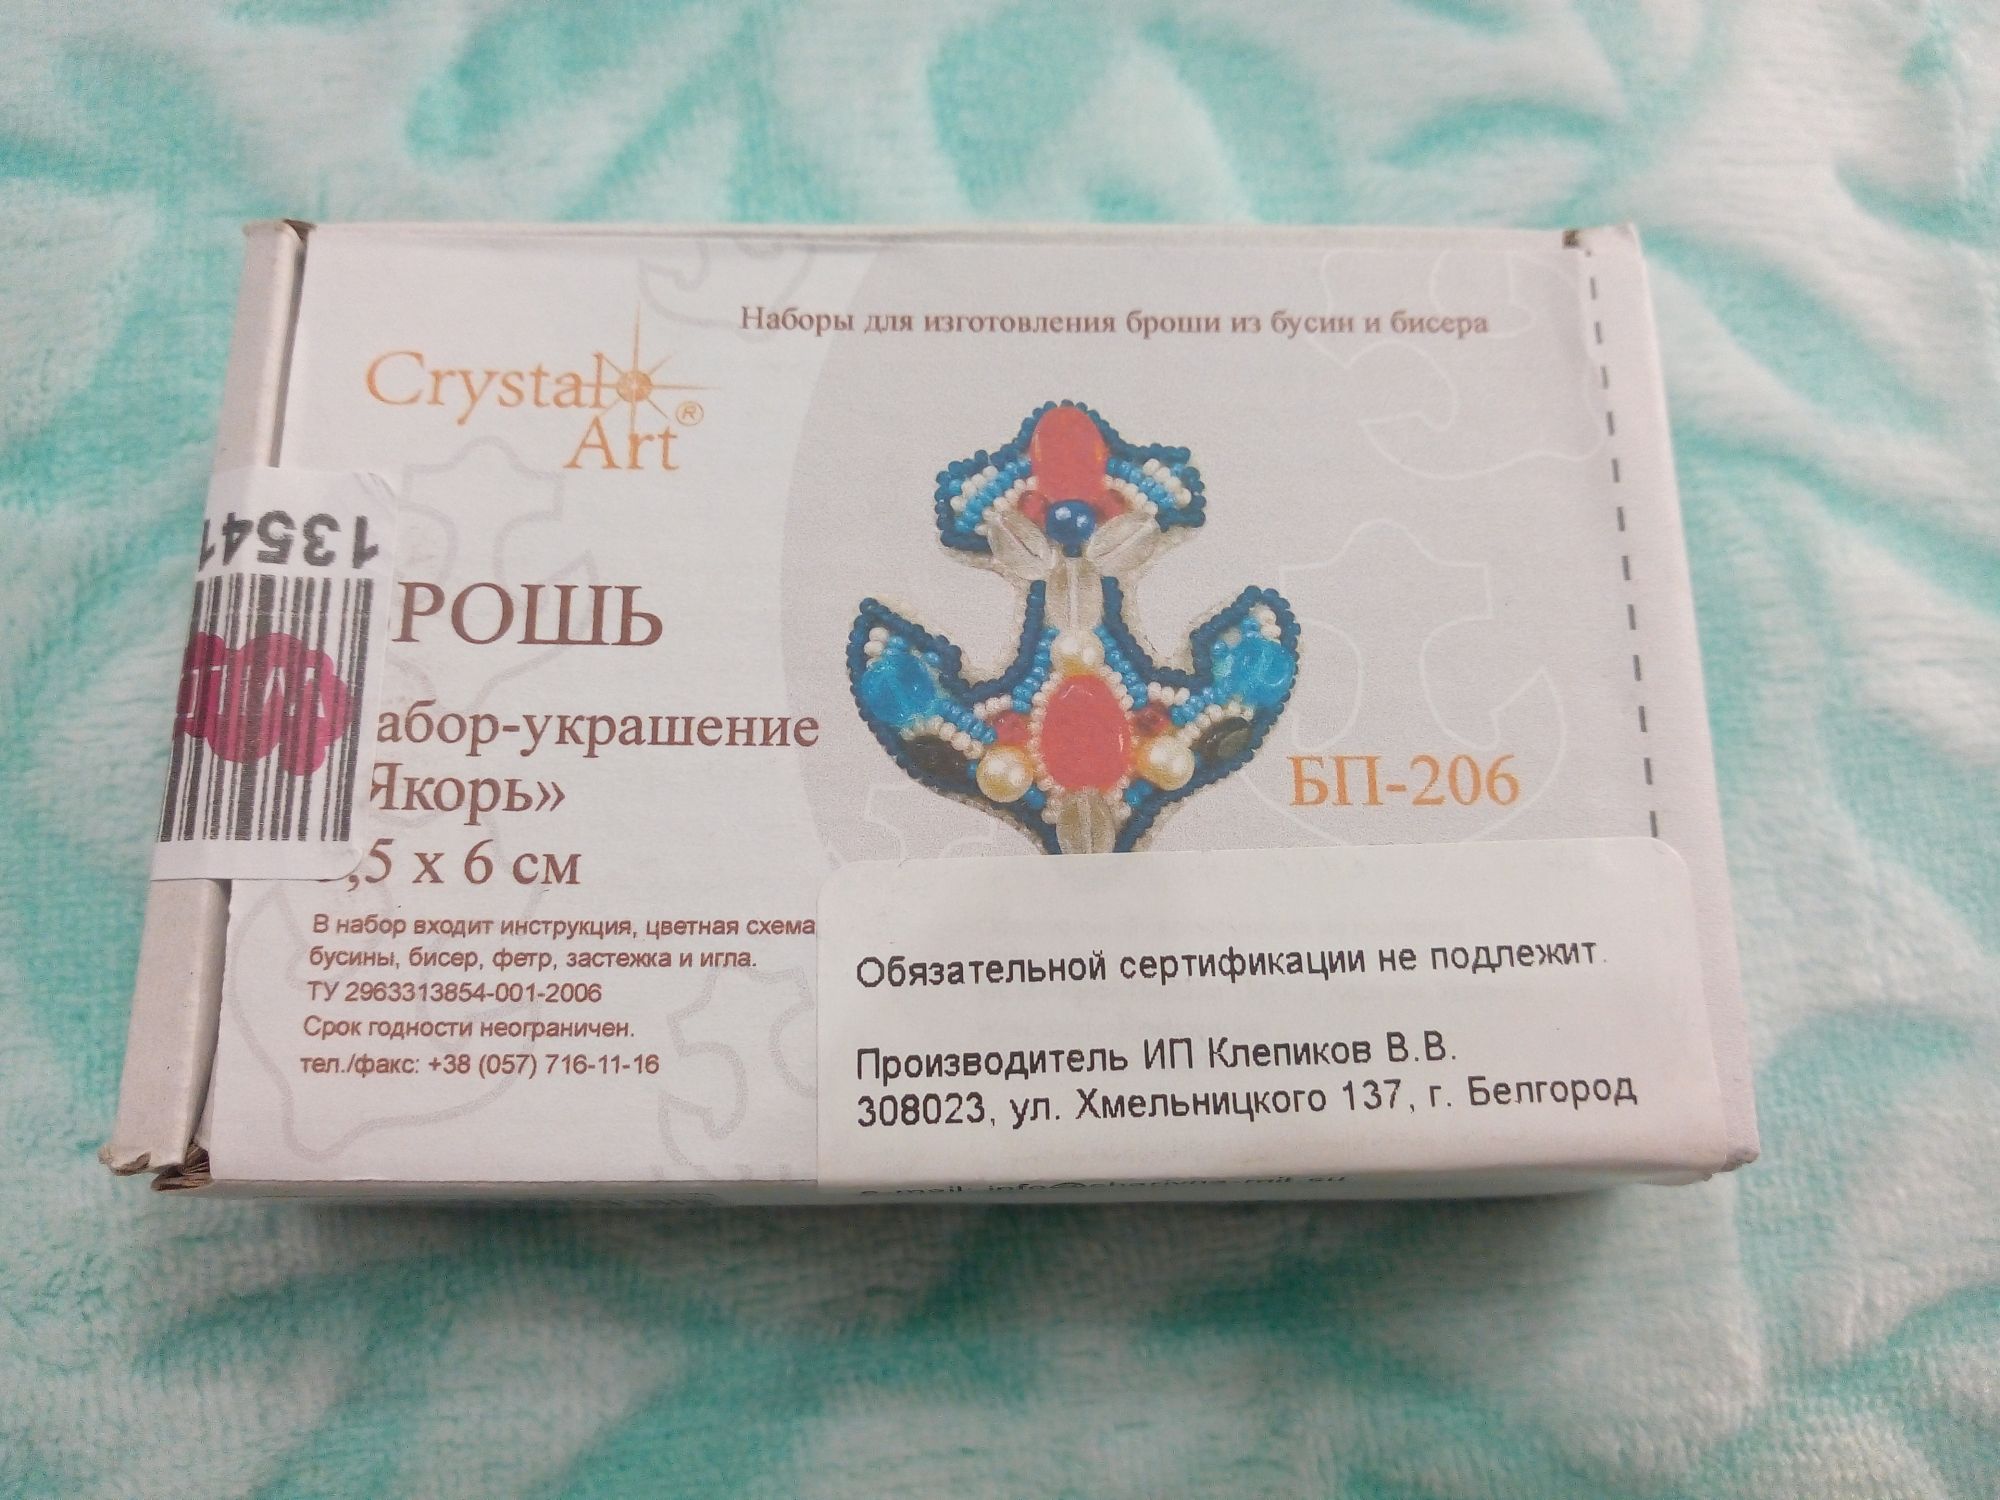 Наборы для изготовления броши из бусин и бисера
Crystal
Art ®
РОШЬ
абор-украшение
Якорь»
,5 х 6 см
БП-206
В набор входит инструкция, цветная схема
бусины, бисер, фетр, застежка и игла.
ТУ 2963313854-001-2006
Срок годности неограничен.
тел./факс: +38 (057) 716-11-16
1354
Обязательной сертификации не подлежит.
Производитель ИП Клепиков В.В.
308023, ул. Хмельницкого 137, г. Белгород